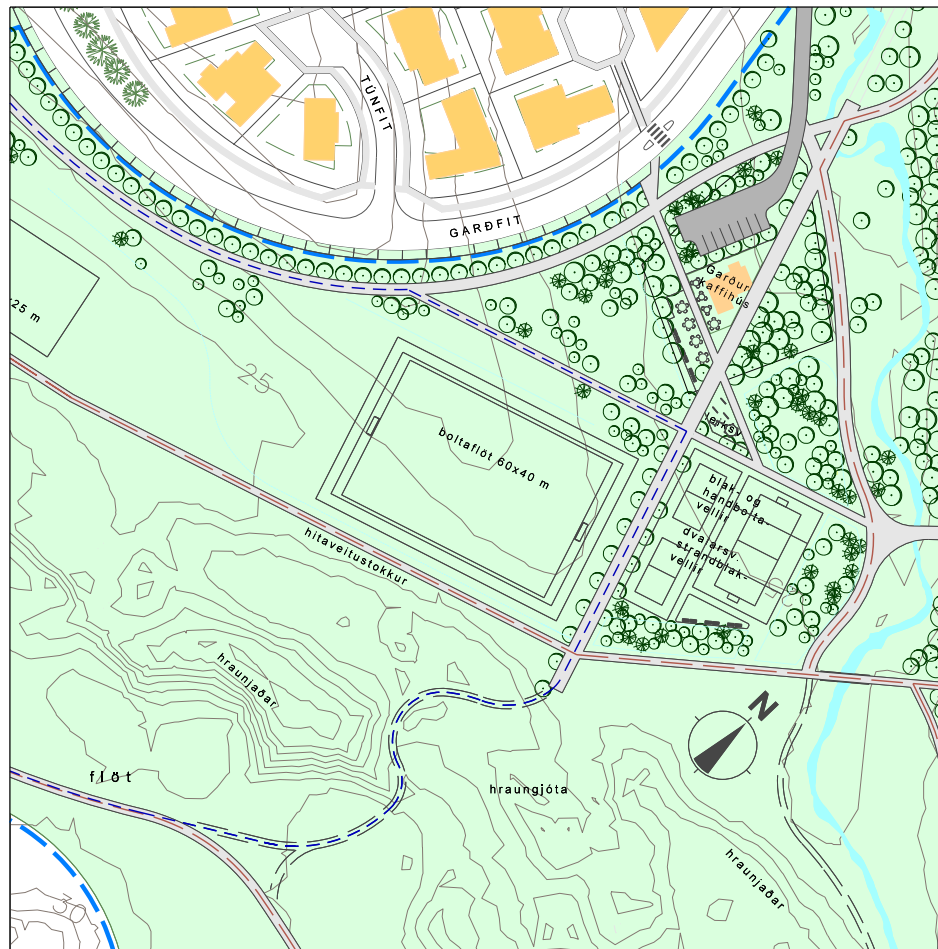 TÚNFIT
GARÐFIT
Garður
kaffihús
25 m
25
boltaflöt 60x40 m
leiksv.
blak- og
handbolta-
vellir
dvalarsv.
strandblak-
vellir
hitaveitustokkur
hraunjaðar
N
flöt
hraungjóta
hraunjaðar
30